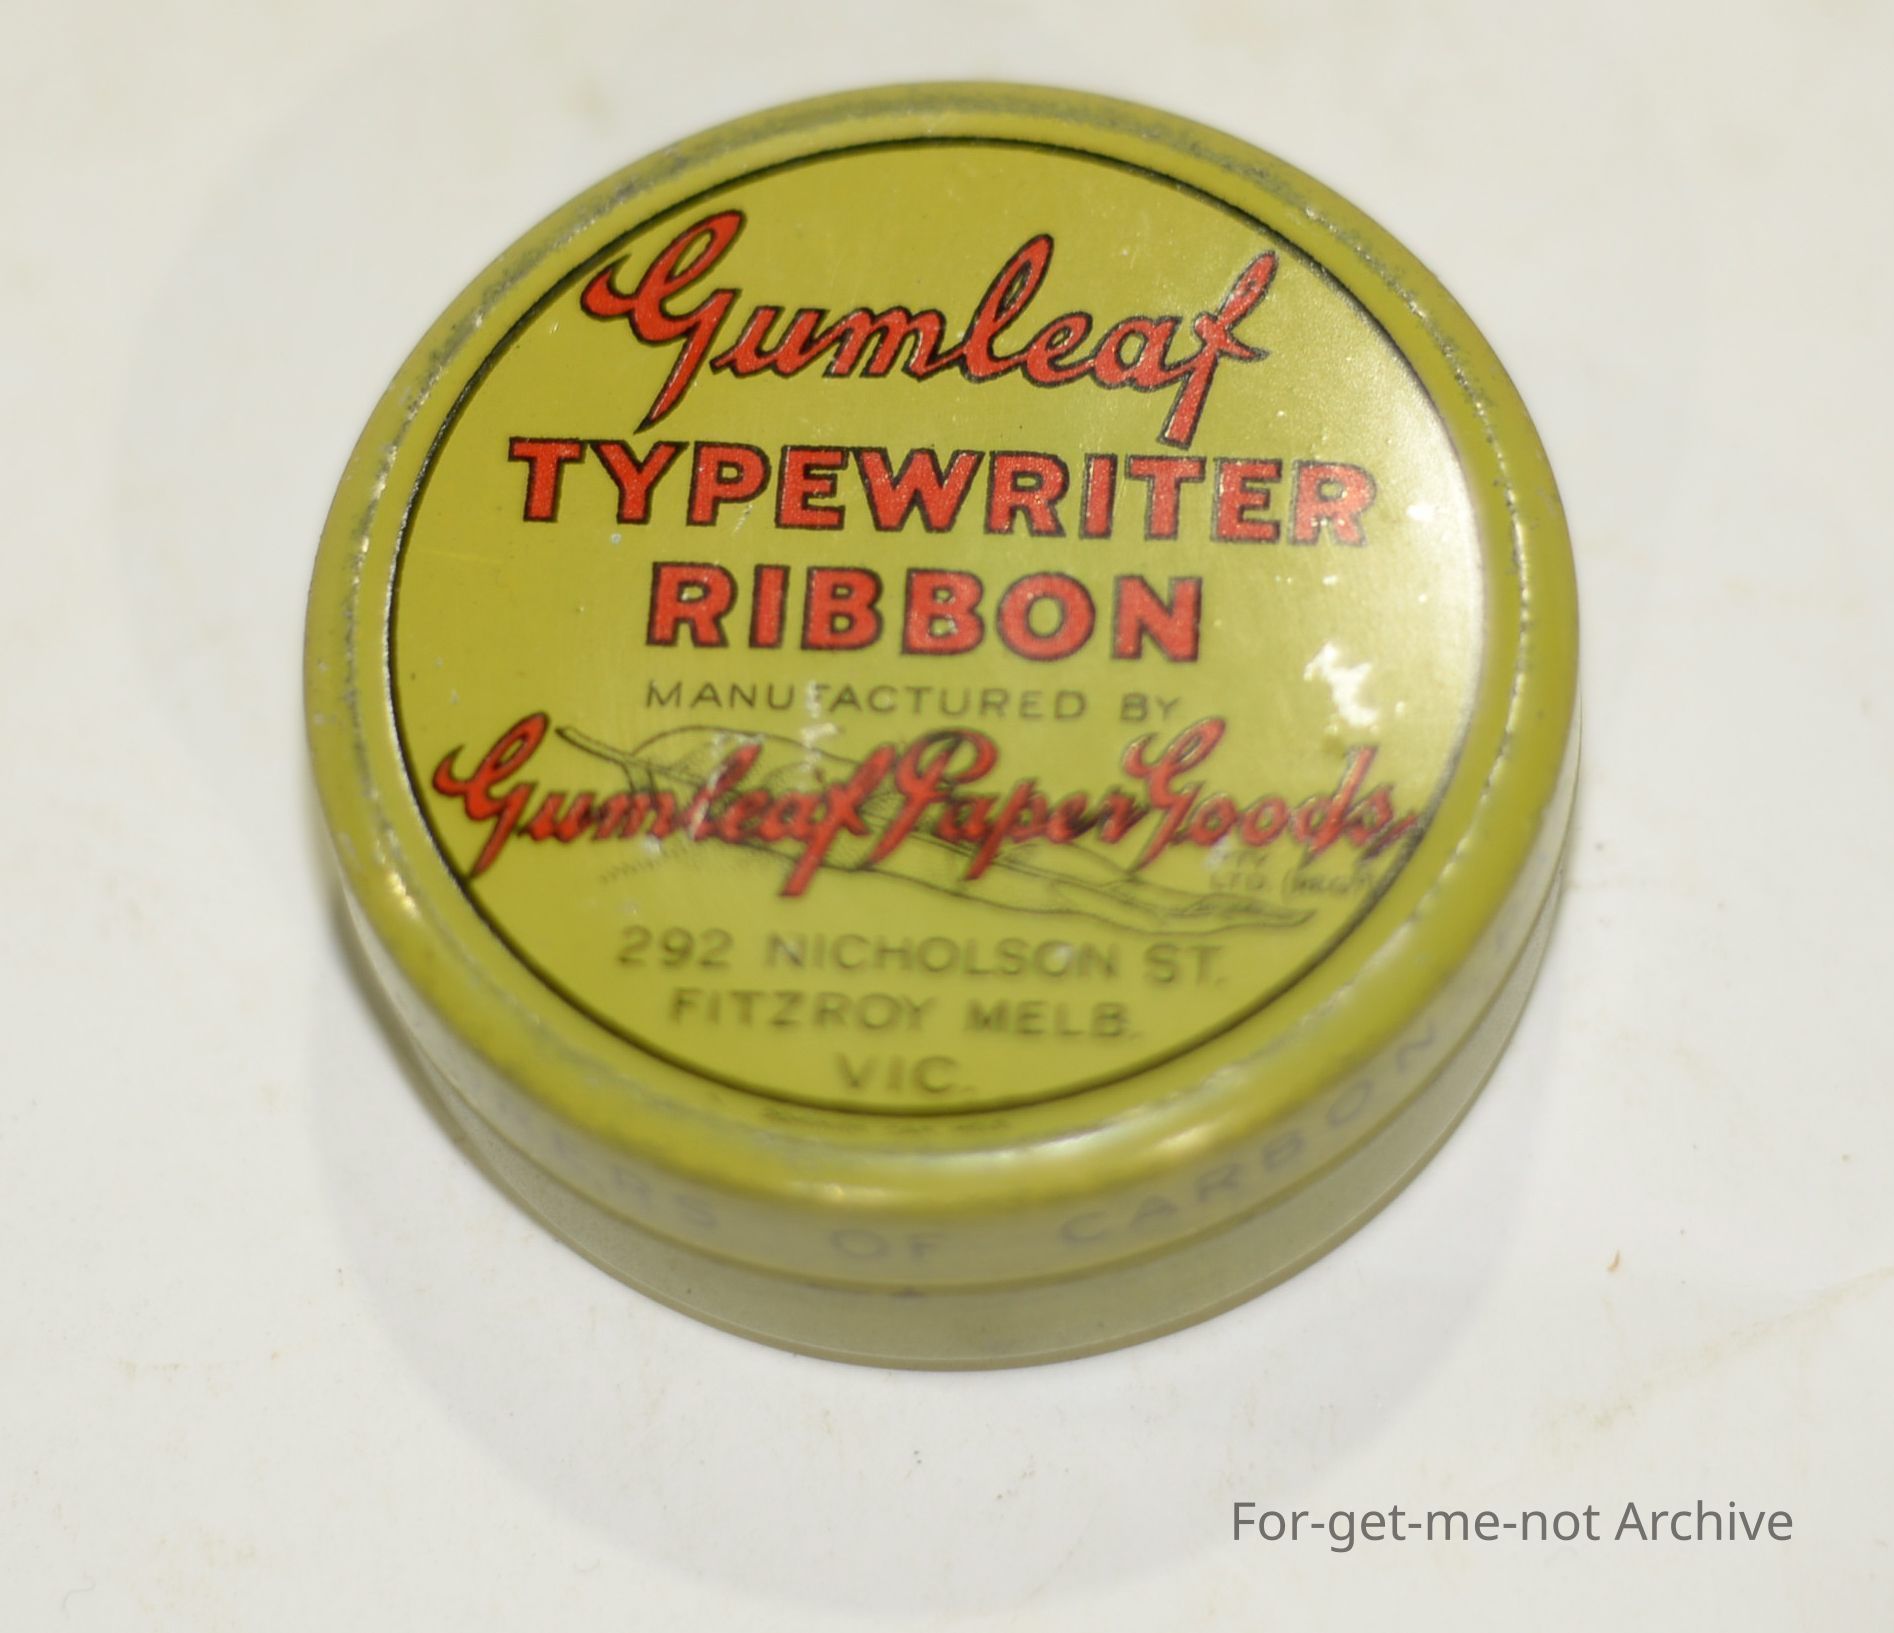 Gumleaf
TYPEWRITER
RIBBON
MANUFACTURED BY
Gumleaf Paper Goods
PTY.
LTD.
292 NICHOLSON ST.
FITZROY MELB.
VIC.
OF CARBON
For-get-me-not Archive